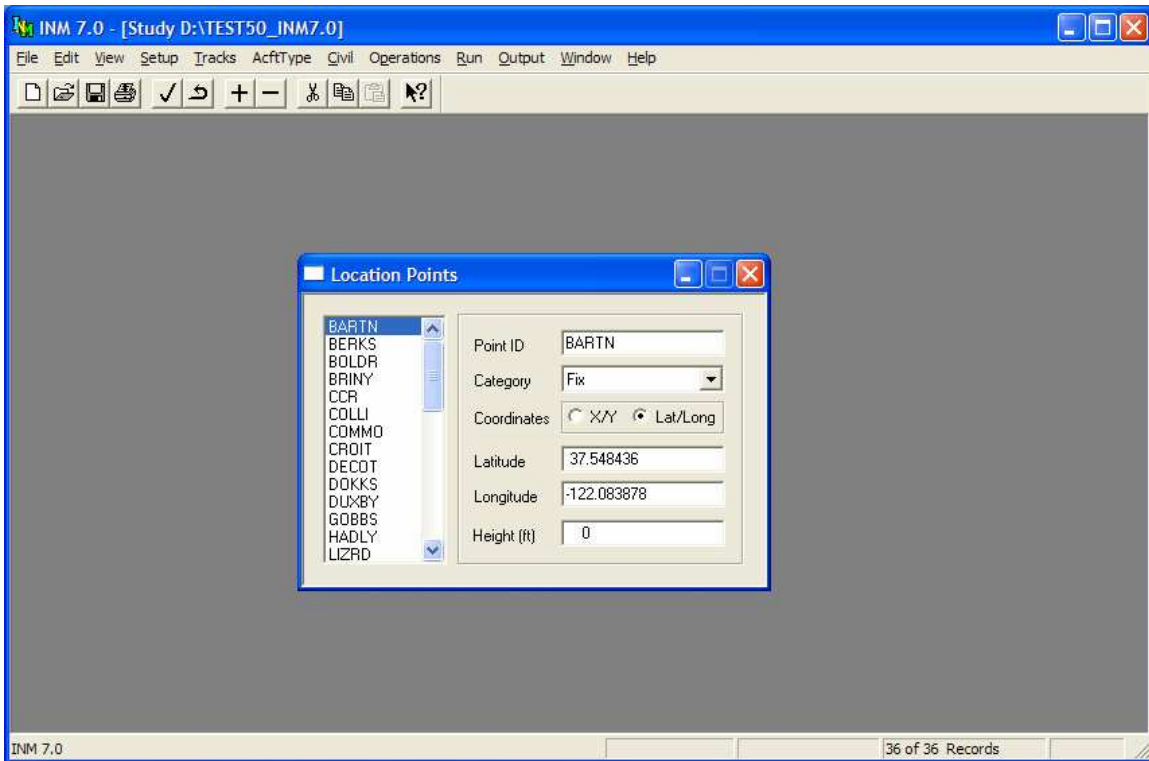 INM 7.0 - [Study D:\TEST50_INM7.0]
File Edit View Setup Tracks AcftType Civil Operations Run Output Window Help
Location Points
BARTN
BERKS
BOLDR
BRINY
CCR
COLLI
COMMO
CROIT
DECOT
DOKKS
DUXBY
GOBBS
HADLY
LIZRD
Point ID BARTN
Category Fix
Coordinates X/Y Lat/Long
Latitude 37.548436
Longitude -122.083878
Height (ft) 0
INM 7.0 36 of 36 Records